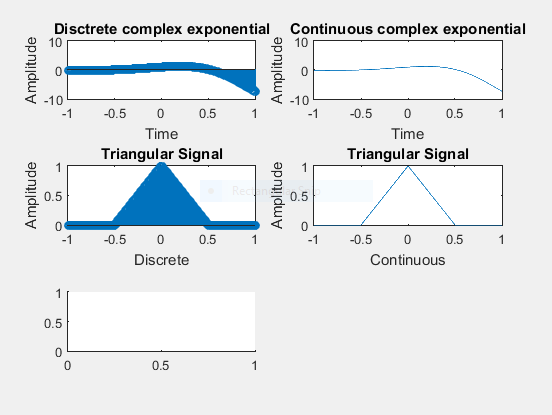 Disctrete complex exponential
Continuous complex exponential
10
0
-10
Amplitude
-1 -0.5 0 0.5 1
Time
10
0
-10
Amplitude
-1 -0.5 0 0.5 1
Time
Triangular Signal
Triangular Signal
1
0.5
0
Amplitude
-1 -0.5 0 0.5 1
Discrete
1
0.5
0
Amplitude
-1 -0.5 0 0.5 1
Continuous
1
0.5
0
0 0.5 1